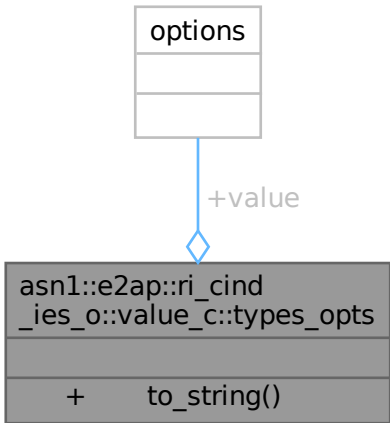 options
+value
asn1::e2ap::ri_cind
_ies_o::value_c::types_opts
+ to_string()